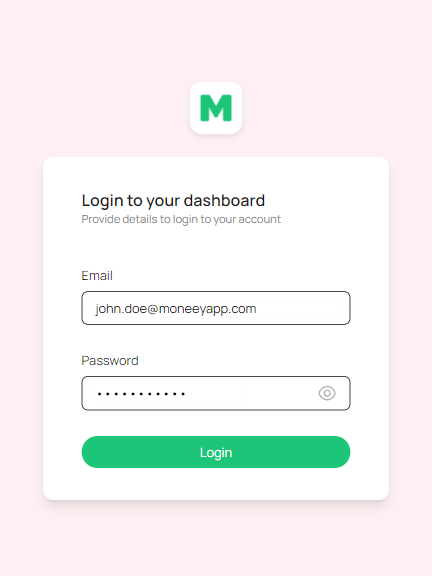 M
Login to your dashboard
Provide details to login to your account
Email
john.doe@moneeyapp.com
Password
•••••••••••
Login